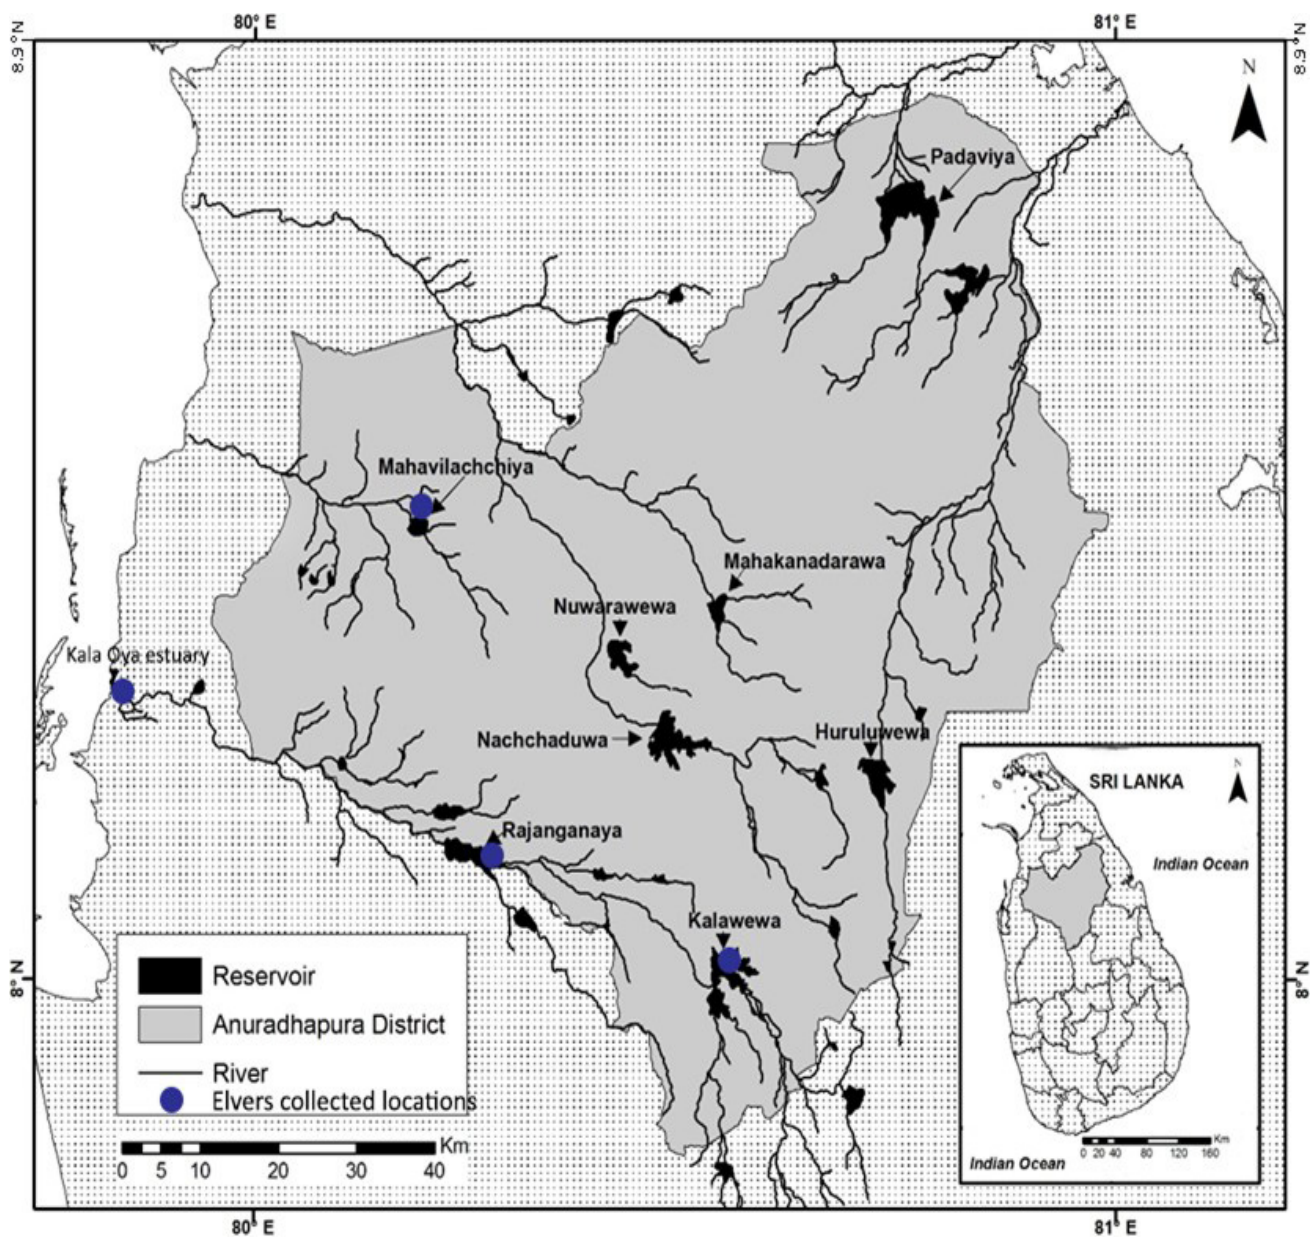 80° E
81° E
8.9° N
8.9° N
N
Padaviya
Mahavilachchiya
Mahakanadarawa
Nuwarawewa
Kala Oya estuary
Nachchaduwa
Huruluwewa
Rajanganaya
Kalawewa
8° N
8° N
Reservoir
Anuradhapura District
River
Elvers collected locations
Km
0 5 10 20 30 40
N
SRI LANKA
Indian Ocean
Km
0 20 40 80 120 160
Indian Ocean
80° E
81° E